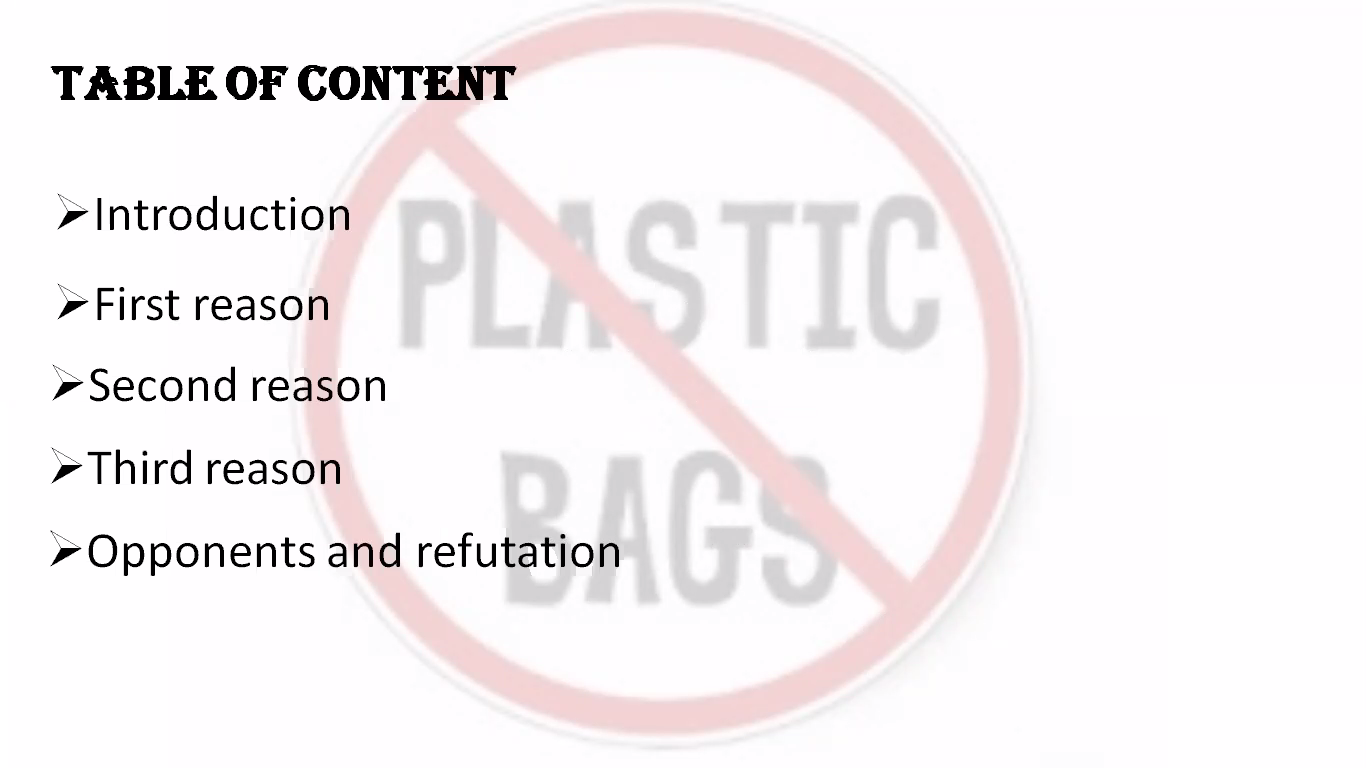 TABLE OF CONTENT
➢Introduction
➢First reason
➢Second reason
➢Third reason
➢Opponents and refutation
PLASTIC
BAGS